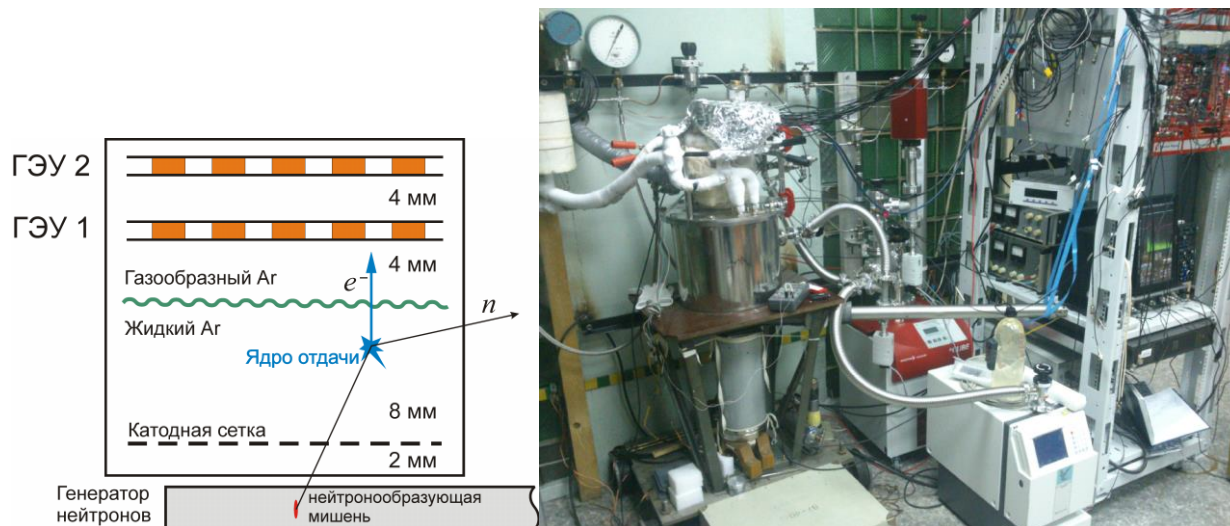 ГЭУ 2
4 мм
ГЭУ 1
4 мм
Газообразный Ar
e⁻
Жидкий Ar
n
Ядро отдачи
8 мм
Катодная сетка
2 мм
Генератор нейтронов
нейтронообразующая мишень